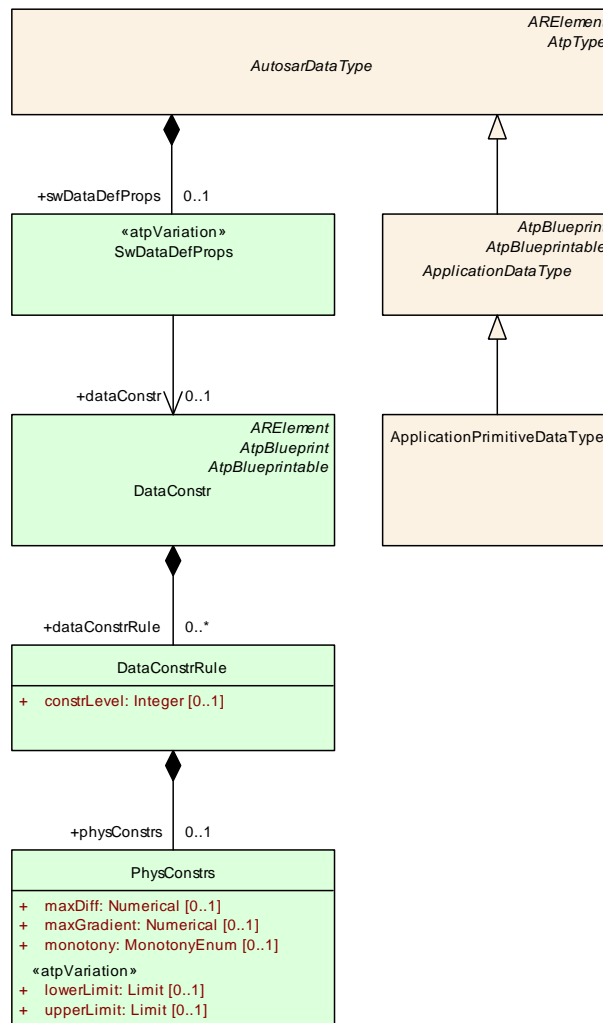 ARElement
AtpType
AutosarDataType
+swDataDefProps 0..1
«atpVariation»
SwDataDefProps
AtpBlueprint
AtpBlueprintable
ApplicationDataType
+dataConstr 0..1
ARElement
AtpBlueprint
AtpBlueprintable
DataConstr
ApplicationPrimitiveDataType
+dataConstrRule 0..*
DataConstrRule
+ constrLevel: Integer [0..1]
+physConstrs 0..1
PhysConstrs
+ maxDiff: Numerical [0..1]
+ maxGradient: Numerical [0..1]
+ monotony: MonotonyEnum [0..1]
«atpVariation»
+ lowerLimit: Limit [0..1]
+ upperLimit: Limit [0..1]